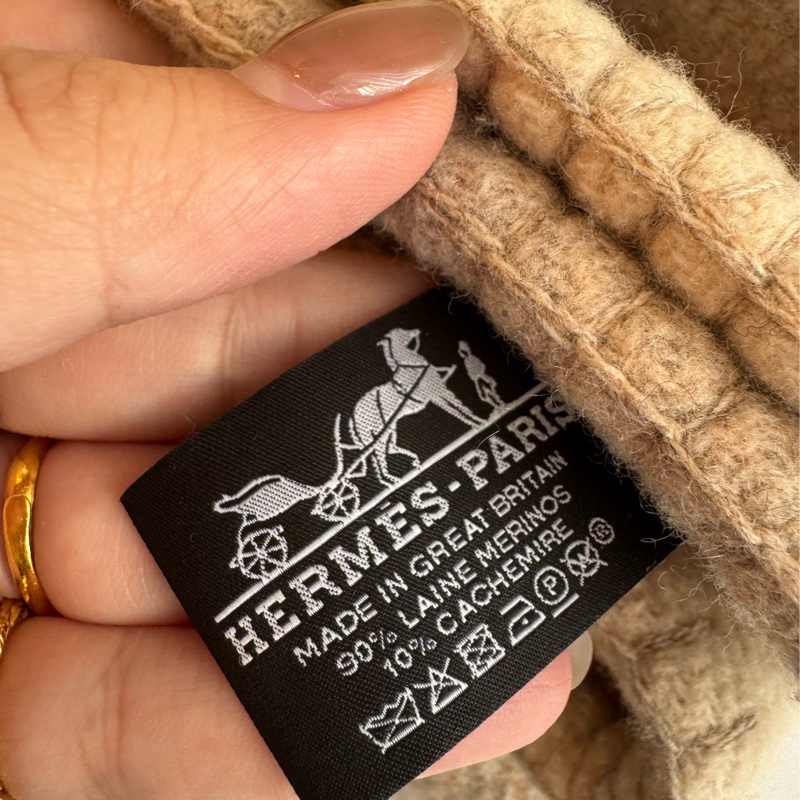 HERMÈS-PARIS
MADE IN GREAT BRITAIN
90% LAINE MERINOS
10% CACHEMIRE
P W ®